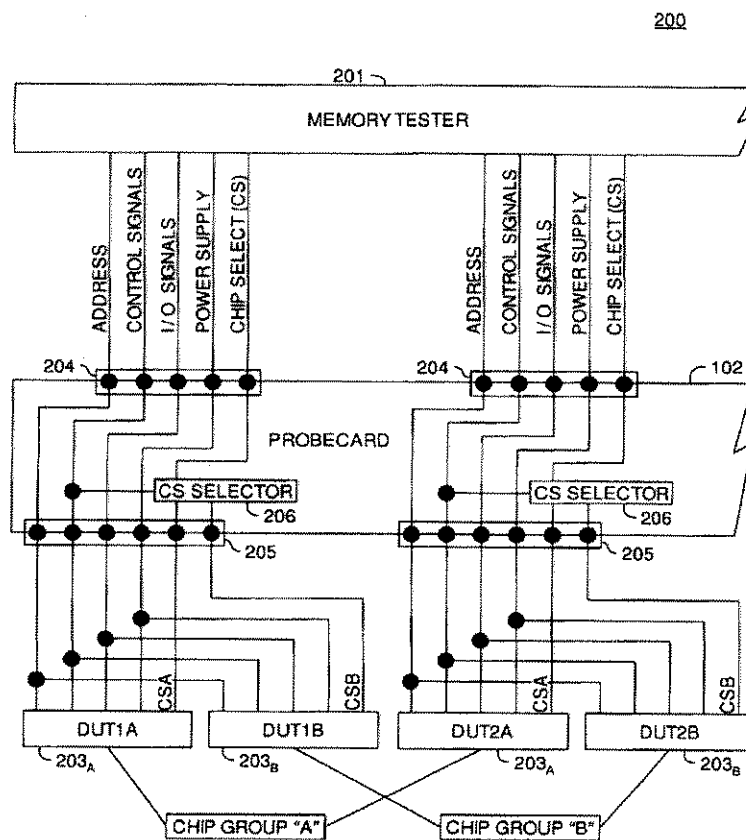 200
201
MEMORY TESTER
ADDRESS
CONTROL SIGNALS
I/O SIGNALS
POWER SUPPLY
CHIP SELECT (CS)
ADDRESS
CONTROL SIGNALS
I/O SIGNALS
POWER SUPPLY
CHIP SELECT (CS)
204
204
102
PROBECARD
CS SELECTOR
206
CS SELECTOR
206
205
205
CSA
CSB
CSA
CSB
DUT1A
DUT1B
DUT2A
DUT2B
203A
203B
203A
203B
CHIP GROUP "A"
CHIP GROUP "B"